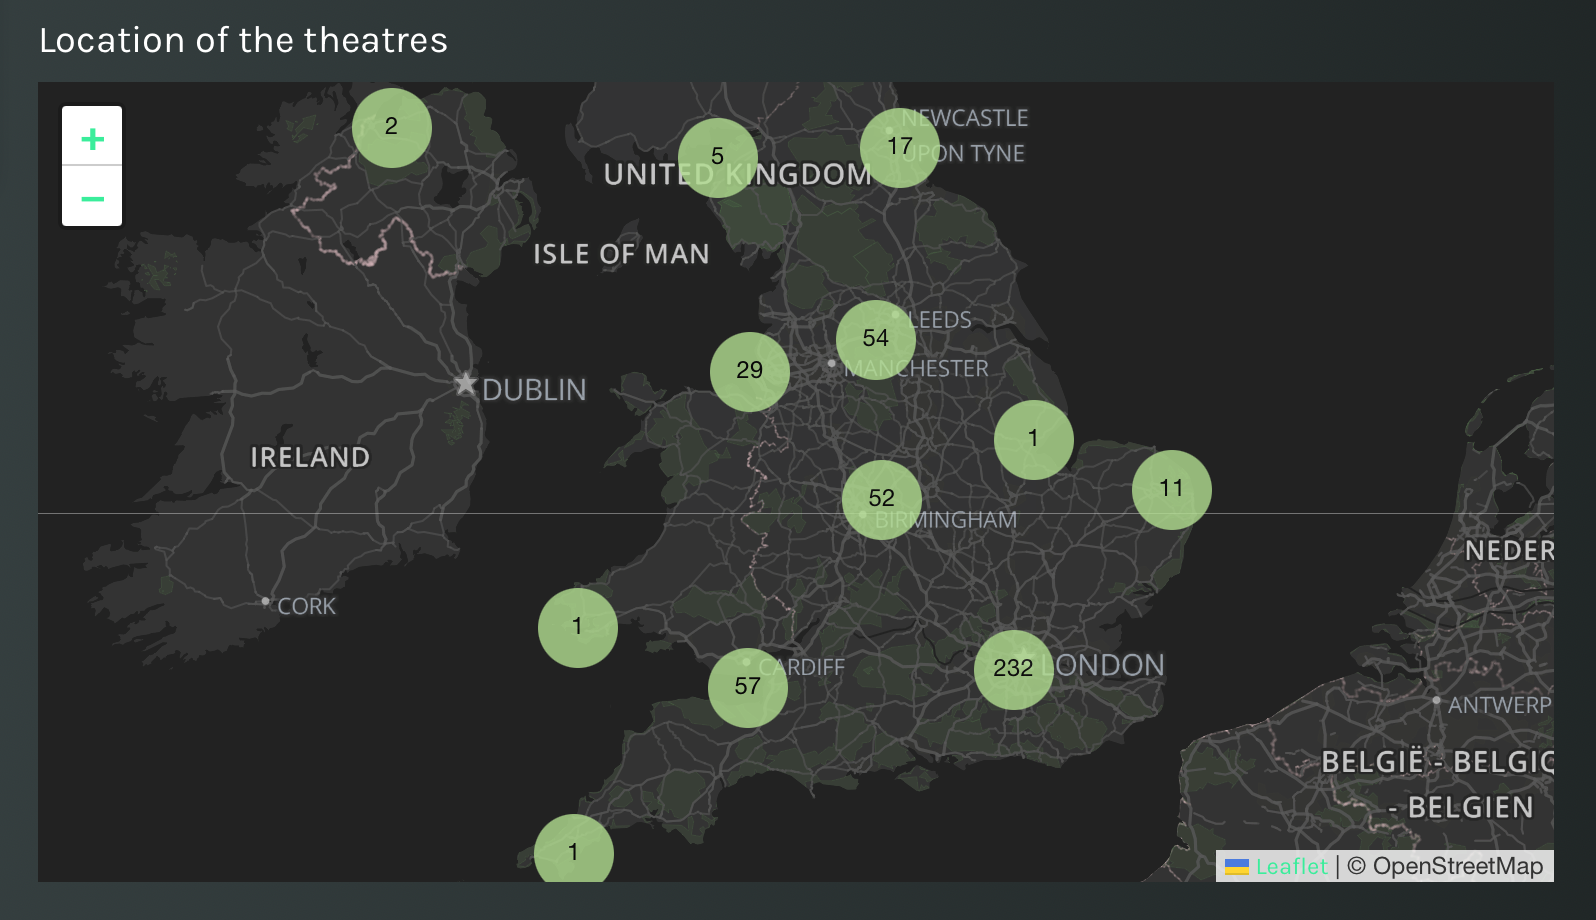 Location of the theatres
+
−
2
5
17
NEWCASTLE
UPON TYNE
UNITED KINGDOM
ISLE OF MAN
LEEDS
54
MANCHESTER
29
DUBLIN
1
IRELAND
11
52
BIRMINGHAM
NEDER
CORK
1
232
LONDON
CARDIFF
57
ANTWERP
BELGIË - BELGIQ
- BELGIEN
1
Leaflet | © OpenStreetMap